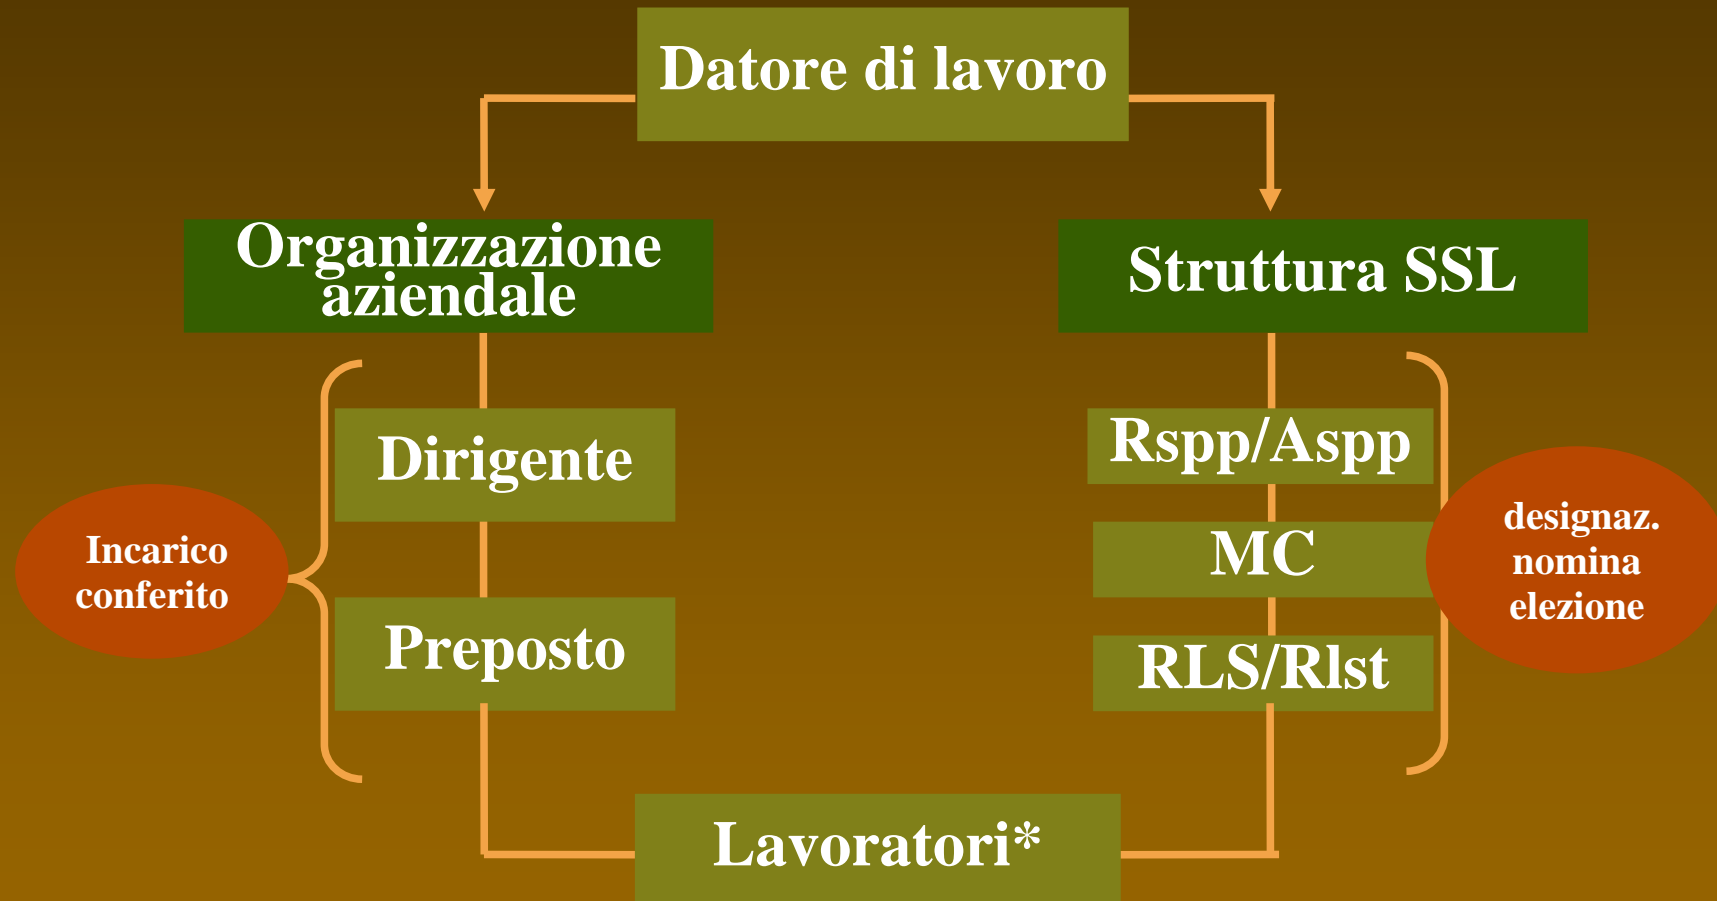 Datore di lavoro
Organizzazione
aziendale
Struttura SSL
Dirigente
Preposto
Incarico
conferito
Rspp/Aspp
MC
RLS/Rlst
designaz.
nomina
elezione
Lavoratori*